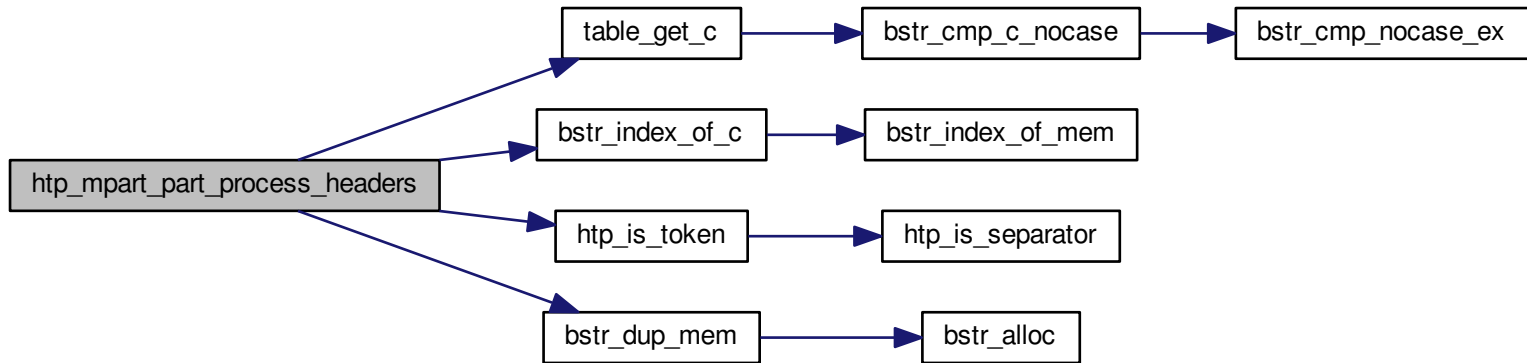 table_get_c
bstr_cmp_c_nocase
bstr_cmp_nocase_ex
bstr_index_of_c
bstr_index_of_mem
htp_mpart_part_process_headers
htp_is_token
htp_is_separator
bstr_dup_mem
bstr_alloc